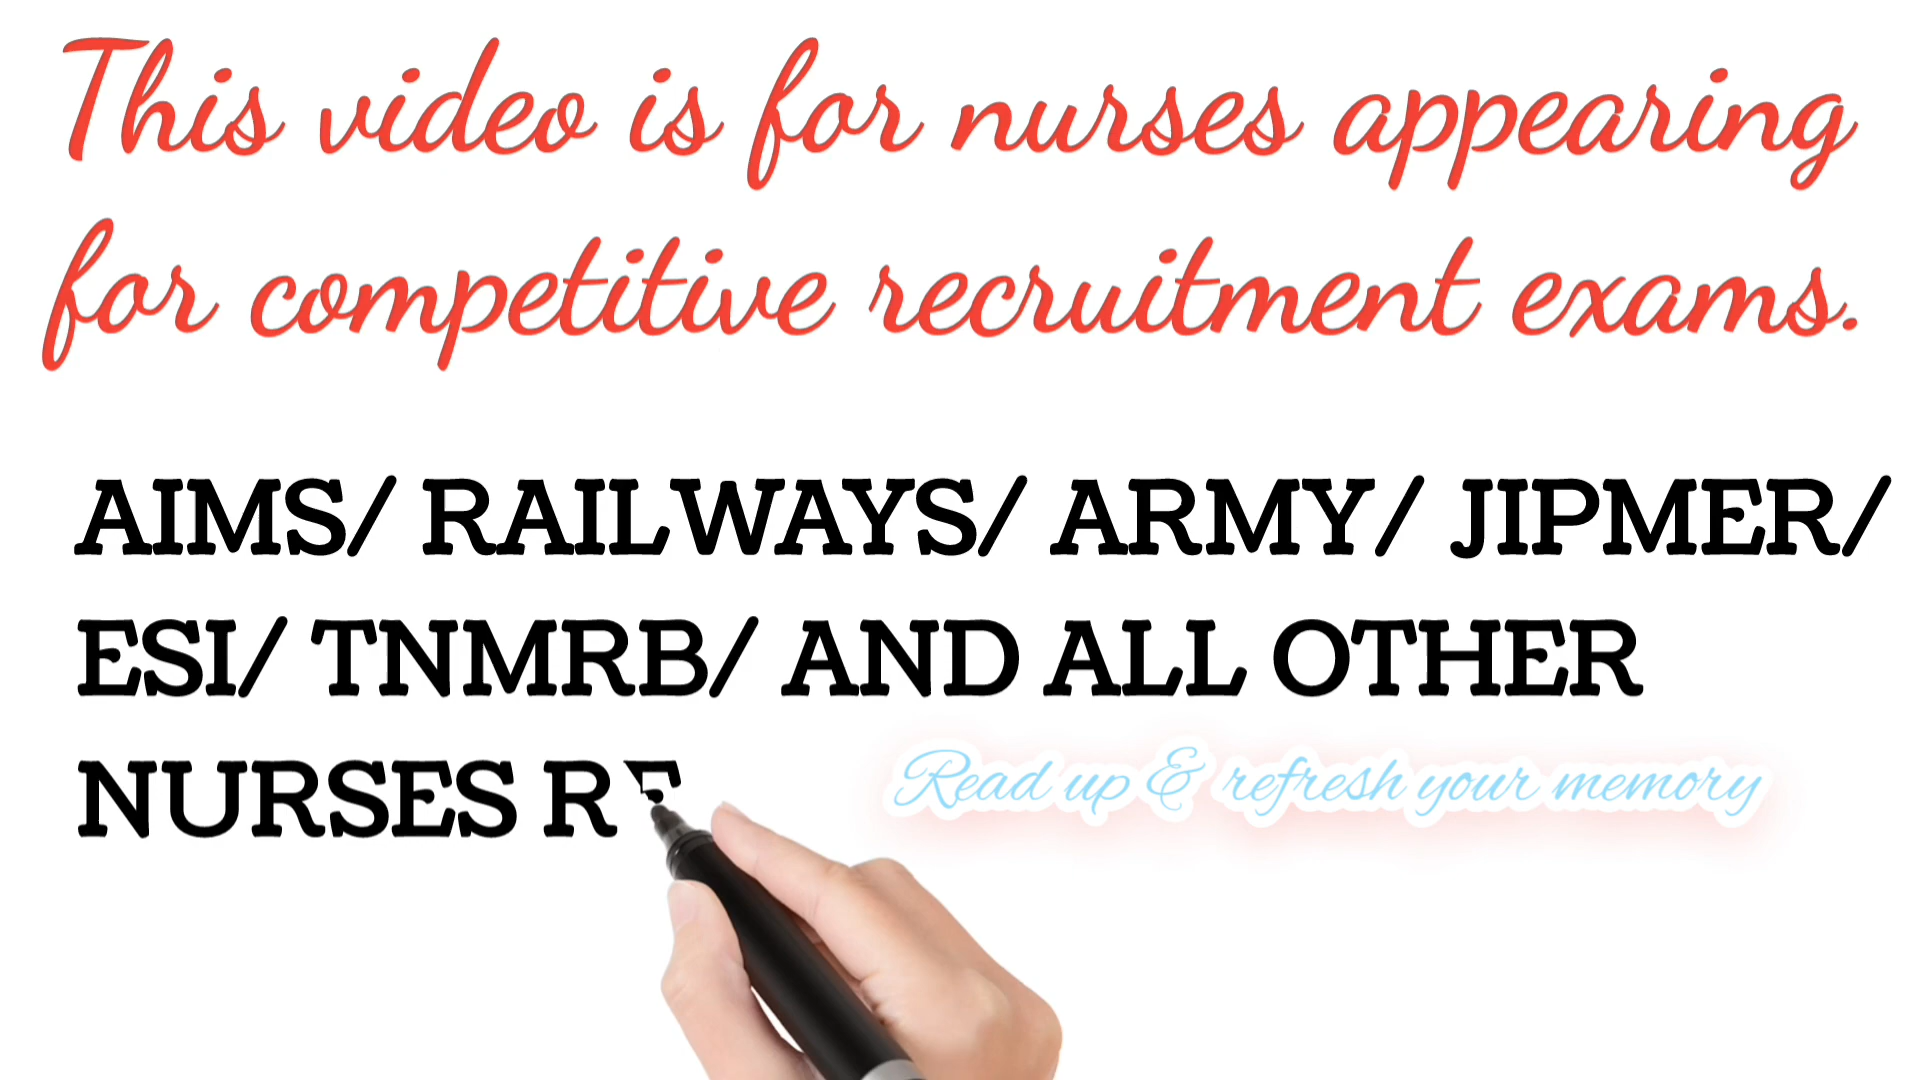 This video is for nurses appearing
for competitive recruitment exams.
AIMS/ RAILWAYS/ ARMY/ JIPMER/
ESI/ TNMRB/ AND ALL OTHER
NURSES RE
Read up & refresh your memory